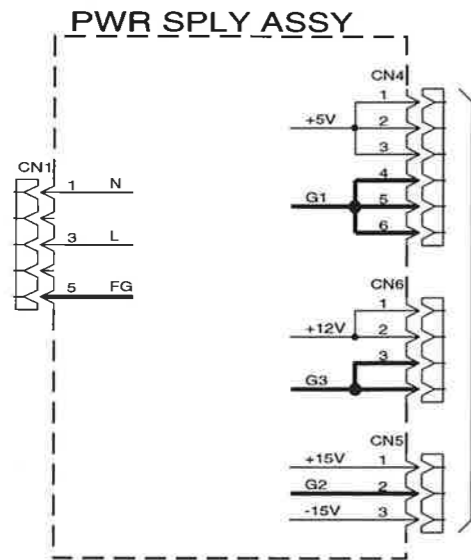 PWR SPLY ASSY
CN4
1
+5V 2
3
4
G1 5
6
CN1
1 N
3 L
5 FG
CN6
1
+12V 2
3
G3
CN5
+15V 1
G2 2
-15V 3